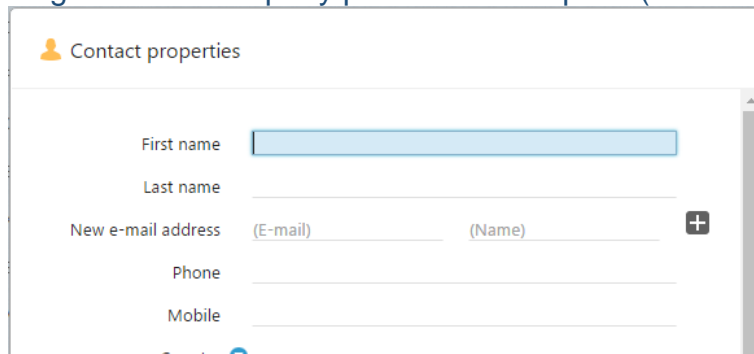 Contact properties
First name
Last name
New e-mail address (E-mail) (Name)
Phone
Mobile